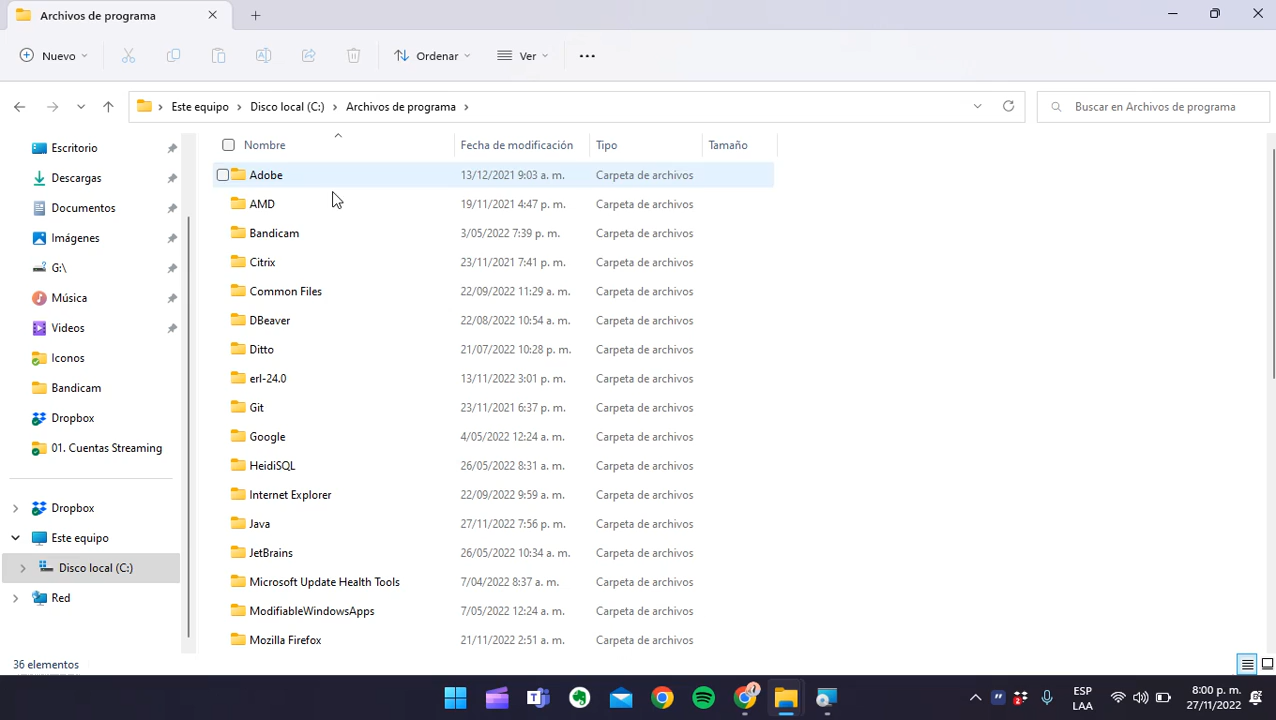 Archivos de programa
Nuevo Ordenar Ver
Este equipo Disco local (C:) Archivos de programa Buscar en Archivos de programa
Nombre Fecha de modificación Tipo Tamaño
Adobe 13/12/2021 9:03 a. m. Carpeta de archivos
AMD 19/11/2021 4:47 p. m. Carpeta de archivos
Bandicam 3/05/2022 7:39 p. m. Carpeta de archivos
Citrix 23/11/2021 7:41 p. m. Carpeta de archivos
Common Files 22/09/2022 11:29 a. m. Carpeta de archivos
DBeaver 22/08/2022 10:54 a. m. Carpeta de archivos
Ditto 21/07/2022 10:28 p. m. Carpeta de archivos
erl-24.0 13/11/2022 3:01 p. m. Carpeta de archivos
Git 23/11/2021 6:37 p. m. Carpeta de archivos
Google 4/05/2022 12:24 a. m. Carpeta de archivos
HeidiSQL 26/05/2022 8:31 a. m. Carpeta de archivos
Internet Explorer 22/09/2022 9:59 a. m. Carpeta de archivos
Java 27/11/2022 7:56 p. m. Carpeta de archivos
JetBrains 26/05/2022 10:34 a. m. Carpeta de archivos
Microsoft Update Health Tools 7/04/2022 8:37 a. m. Carpeta de archivos
ModifiableWindowsApps 7/05/2022 12:24 a. m. Carpeta de archivos
Mozilla Firefox 21/11/2022 2:51 a. m. Carpeta de archivos
Escritorio
Descargas
Documentos
Imágenes
G:\
Música
Videos
Iconos
Bandicam
Dropbox
01. Cuentas Streaming
Dropbox
Este equipo
Disco local (C:)
Red
36 elementos
ESP
LAA
8:00 p. m.
27/11/2022